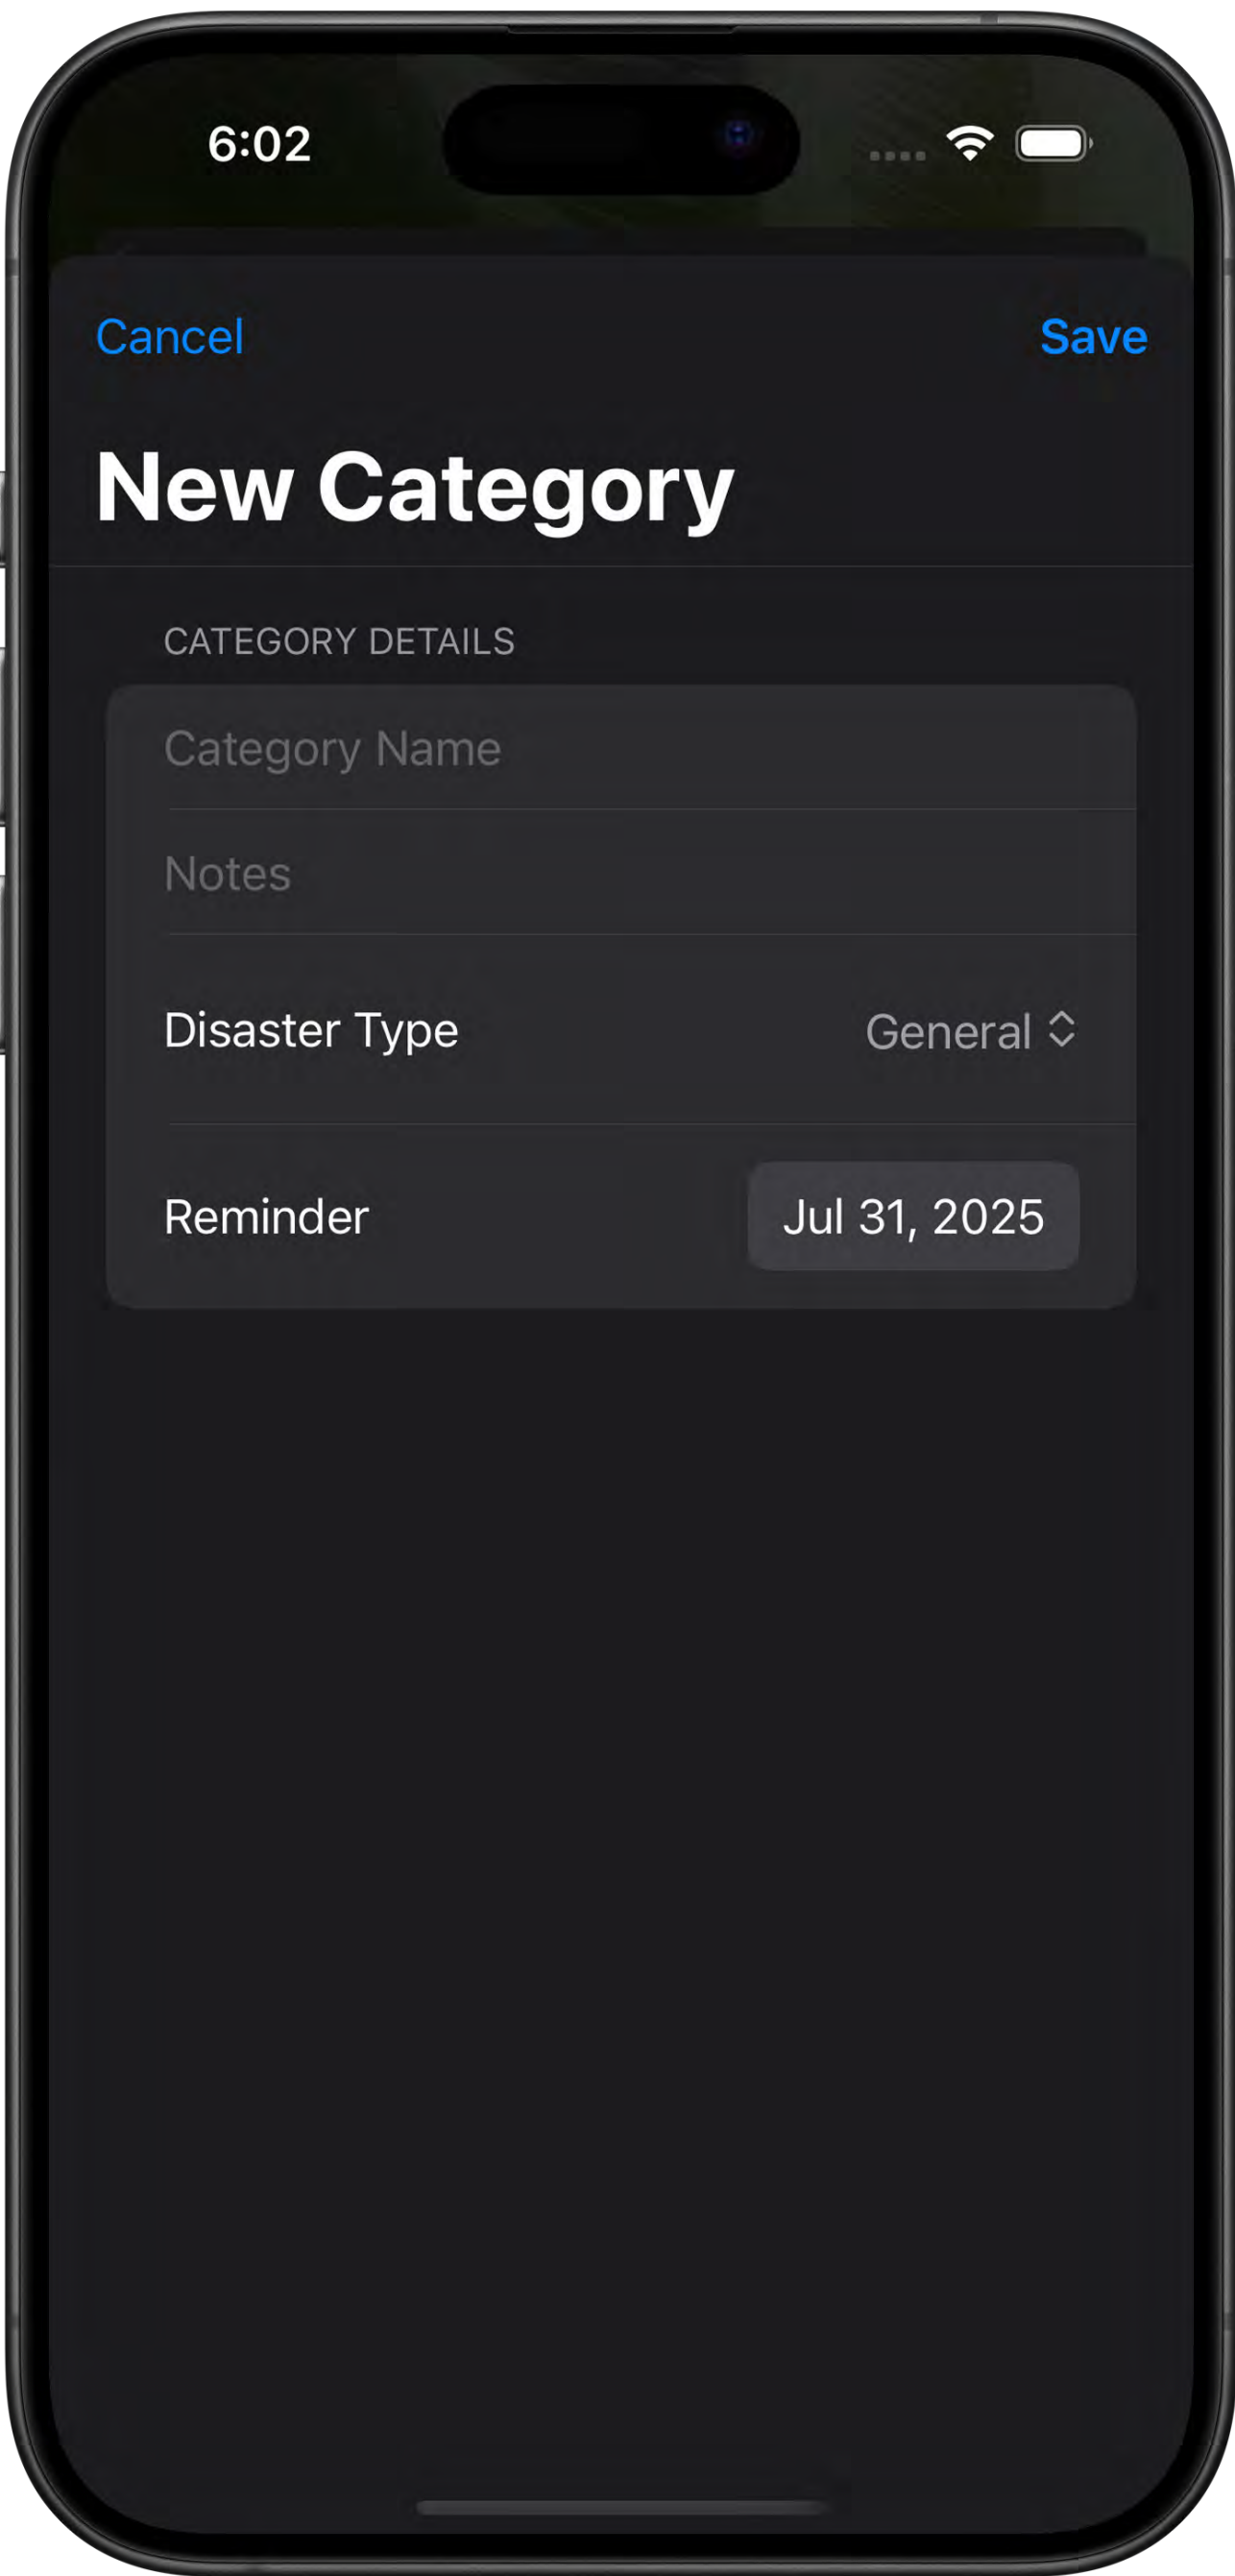 6:02
Cancel Save
New Category
CATEGORY DETAILS
Category Name
Notes
Disaster Type General
Reminder Jul 31, 2025